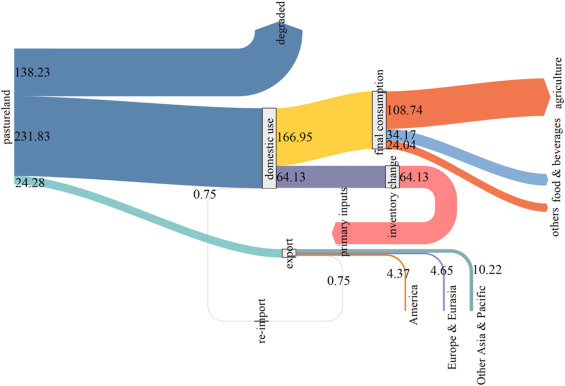 degraded
138.23
pastureland
231.83
24.28
domestic use
166.95
64.13
final consumption
108.74
34.17
24.04
agriculture
food & beverages
others
inventory change
64.13
primary inputs
0.75
export
re-import
0.75
4.37
4.65
10.22
America
Europe & Eurasia
Other Asia & Pacific